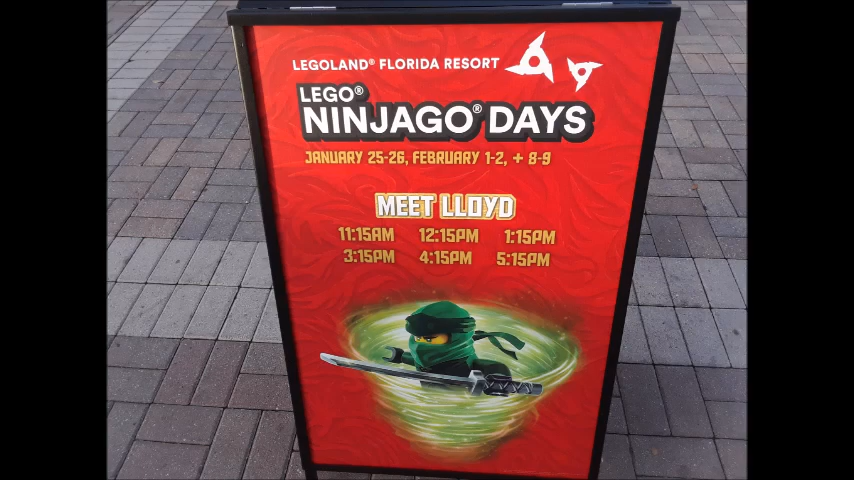 LEGOLAND® FLORIDA RESORT
LEGO®
NINJAGO® DAYS
JANUARY 25-26, FEBRUARY 1-2, + 8-9
MEET LLOYD
11:15AM 12:15PM 1:15PM
3:15PM 4:15PM 5:15PM